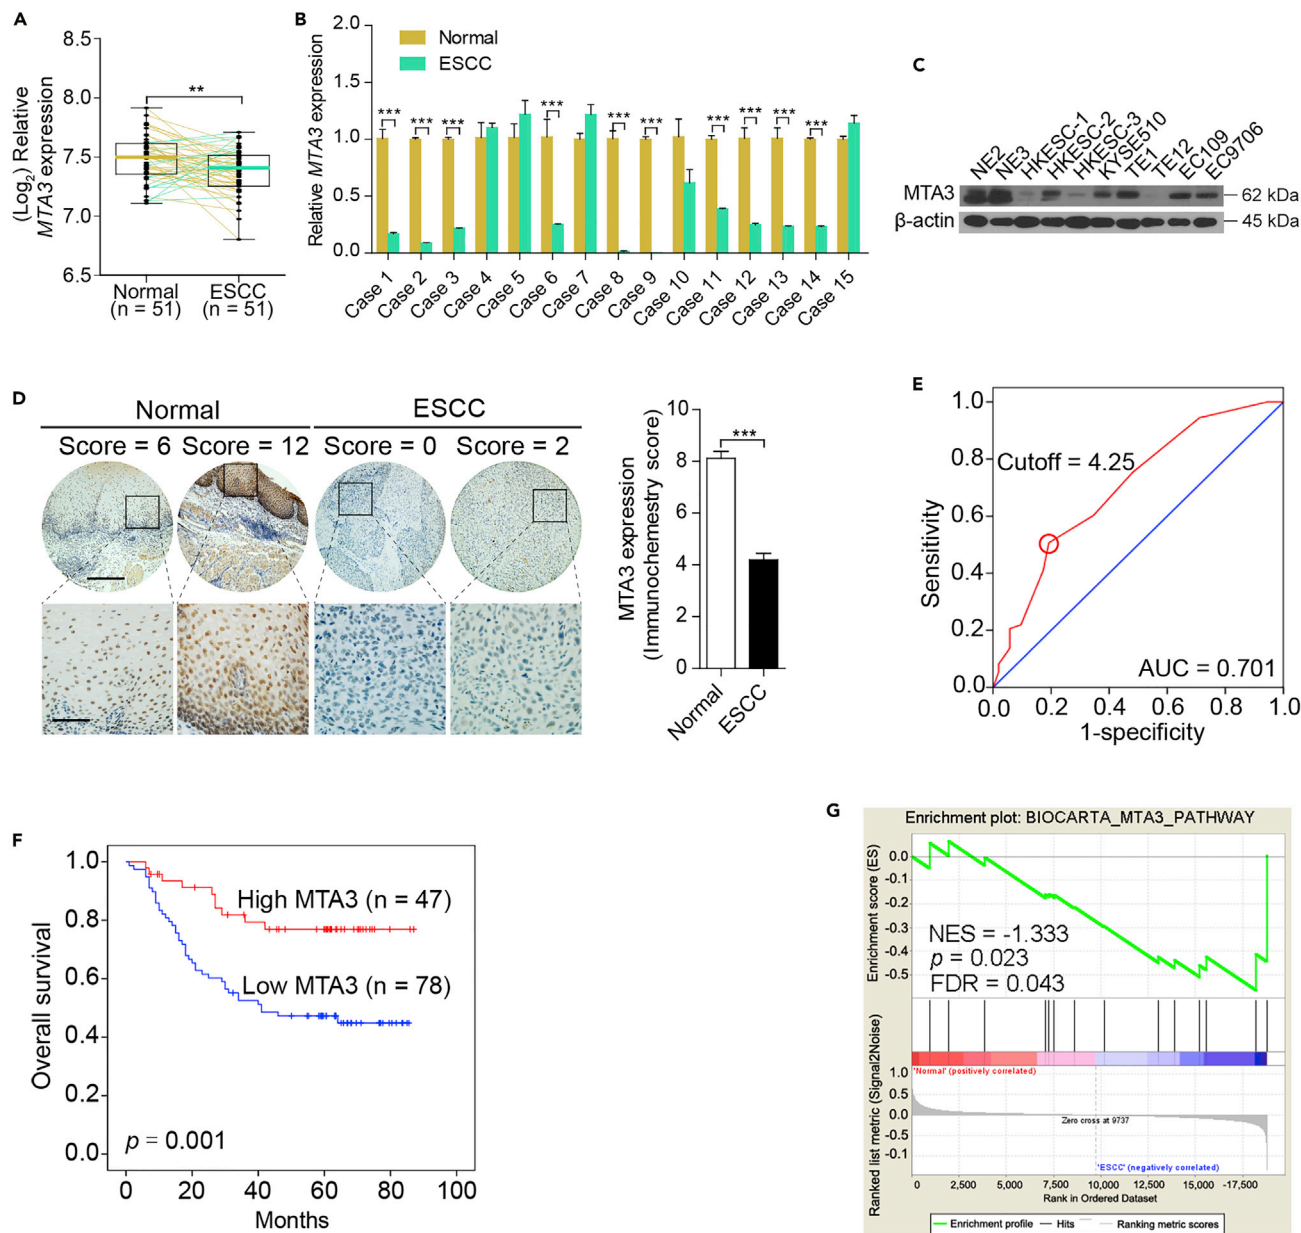 A
8.5
8.0
7.5
7.0
6.5
(Log2) Relative
MTA3 expression
**
Normal
(n = 51)
ESCC
(n = 51)
B
2.0
1.5
1.0
0.5
0.0
Relative MTA3 expression
Normal
ESCC
***
***
***
***
***
***
***
***
***
***
Case 1
Case 2
Case 3
Case 4
Case 5
Case 6
Case 7
Case 8
Case 9
Case 10
Case 11
Case 12
Case 13
Case 14
Case 15
C
NE2
NE3
HKESC-1
HKESC-2
HKESC-3
KYSE510
TE1
TE12
EC109
EC9706
MTA3
62 kDa
β-actin
45 kDa
D
Normal
ESCC
Score = 6
Score = 12
Score = 0
Score = 2
MTA3 expression
(Immunochemestry score)
10
8
6
4
2
0
***
Normal
ESCC
E
1.0
0.8
0.6
0.4
0.2
0.0
Sensitivity
Cutoff = 4.25
AUC = 0.701
0.0
0.2
0.4
0.6
0.8
1.0
1-specificity
F
1.0
0.8
0.6
0.4
0.2
0.0
Overall survival
High MTA3 (n = 47)
Low MTA3 (n = 78)
p = 0.001
0
20
40
60
80
100
Months
G
Enrichment plot: BIOCARTA_MTA3_PATHWAY
Enrichment score (ES)
0.0
-0.1
-0.2
-0.3
-0.4
-0.5
NES = -1.333
p = 0.023
FDR = 0.043
Ranked list metric (Signal2Noise)
1.0
0.5
0.0
-0.5
-0.1
'Normal' (positively correlated)
Zero cross at 9737
'ESCC' (negatively correlated)
0
2,500
5,000
7,500
10,000
12,500
15,000
-17,500
Rank in Ordered Dataset
Enrichment profile
Hits
Ranking metric scores